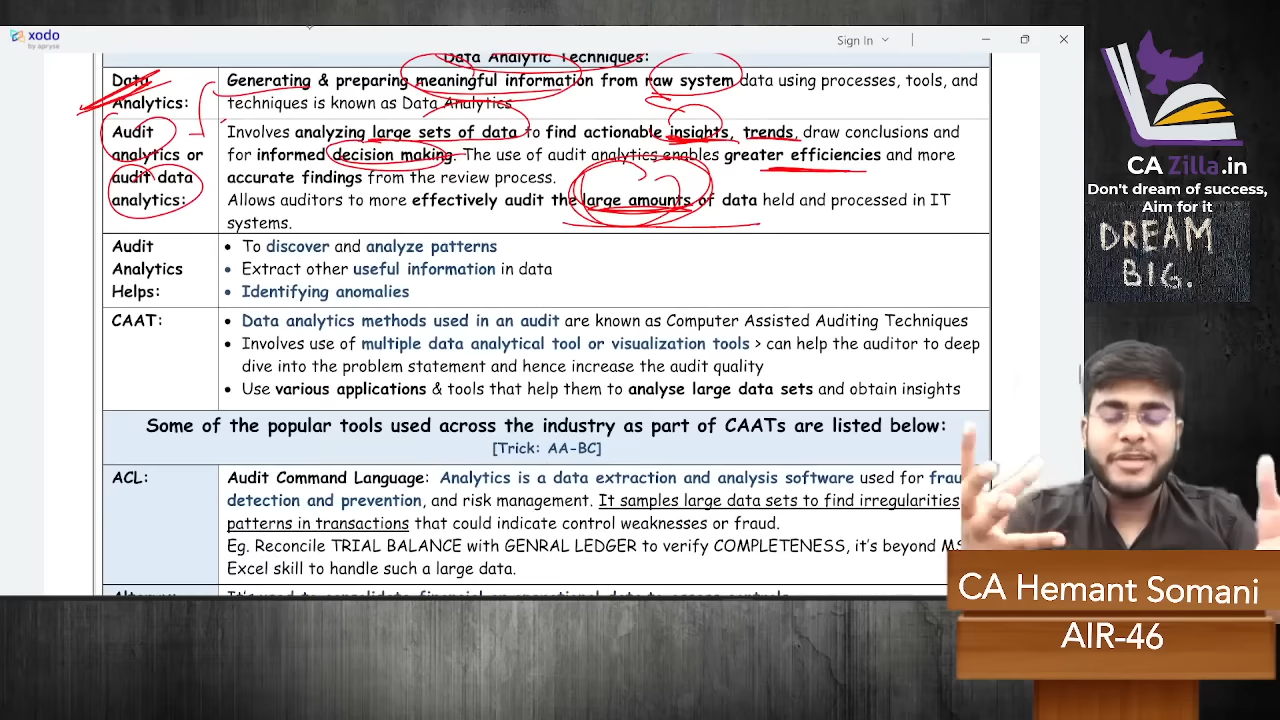 xodo
by apryse
Sign In
Data Analytic Techniques:
Data
Analytics:
Generating & preparing meaningful information from raw system data using processes, tools, and
techniques is known as Data Analytics
Audit
analytics or
audit data
analytics:
Involves analyzing large sets of data to find actionable insights, trends, draw conclusions and
for informed decision making. The use of audit analytics enables greater efficiencies and more
accurate findings from the review process.
Allows auditors to more effectively audit the large amounts of data held and processed in IT
systems.
Audit
Analytics
Helps:
• To discover and analyze patterns
• Extract other useful information in data
• Identifying anomalies
CAAT:
• Data analytics methods used in an audit are known as Computer Assisted Auditing Techniques
• Involves use of multiple data analytical tool or visualization tools > can help the auditor to deep
dive into the problem statement and hence increase the audit quality
• Use various applications & tools that help them to analyse large data sets and obtain insights
Some of the popular tools used across the industry as part of CAATs are listed below:
[Trick: AA-BC]
ACL:
Audit Command Language: Analytics is a data extraction and analysis software used for
detection and prevention, and risk management. It samples large data sets to find irregularities
patterns in transactions that could indicate control weaknesses or fraud.
Eg. Reconcile TRIAL BALANCE with GENRAL LEDGER to verify COMPLETENESS, it's beyond
Excel skill to handle such a large data.
CA Zilla.in
Don't dream of success,
Aim for it
DREAM
BIG.
CA Hemant Somani
AIR-46